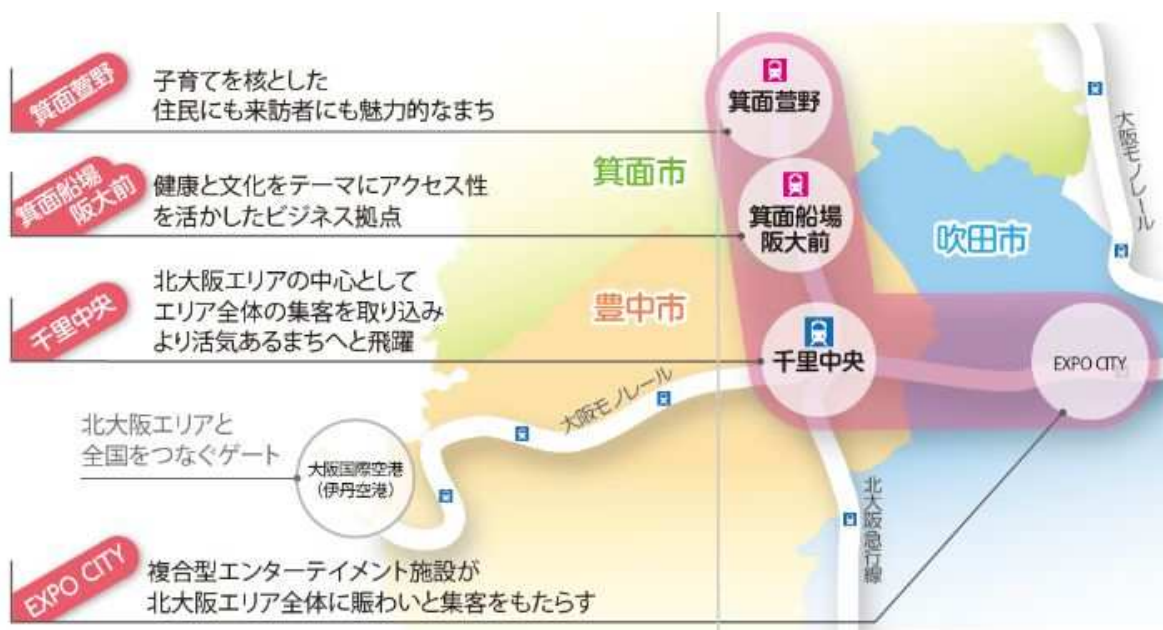 箕面萱野
子育てを核とした
住民にも来訪者にも魅力的なまち
箕面船場
阪大前
健康と文化をテーマにアクセス性
を活かしたビジネス拠点
千里中央
北大阪エリアの中心として
エリア全体の集客を取り込み
より活気あるまちへと飛躍
北大阪エリアと
全国をつなぐゲート
大阪国際空港
(伊丹空港)
EXPO CITY
複合型エンターテイメント施設が
北大阪エリア全体に賑わいと集客をもたらす
箕面萱野
箕面市
箕面船場
阪大前
吹田市
豊中市
千里中央
EXPO CITY
大阪モノレール
大阪モノレール
北大阪急行線